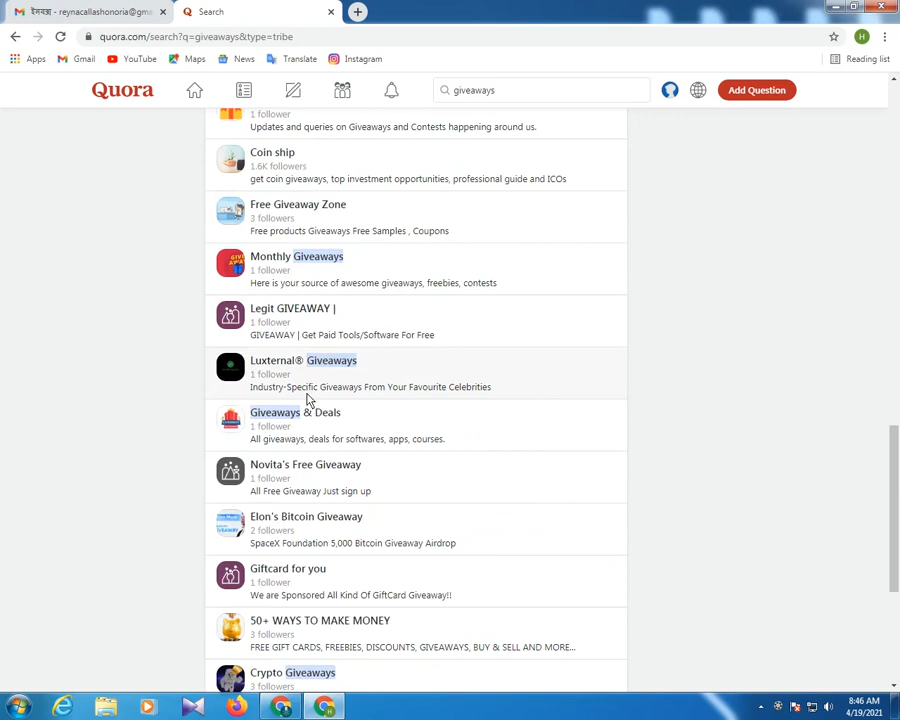 ইনবক্স - reynacallashonoria@gma
Search
quora.com/search?q=giveaways&type=tribe
H
Apps Gmail YouTube Maps News Translate Instagram Reading list
Quora giveaways Add Question
1 follower
Updates and queries on Giveaways and Contests happening around us.
Coin ship
1.6K followers
get coin giveaways, top investment opportunities, professional guide and ICOs
Free Giveaway Zone
3 followers
Free products Giveaways Free Samples , Coupons
Monthly Giveaways
1 follower
Here is your source of awesome giveaways, freebies, contests
Legit GIVEAWAY |
1 follower
GIVEAWAY | Get Paid Tools/Software For Free
Luxternal® Giveaways
1 follower
Industry-Specific Giveaways From Your Favourite Celebrities
Giveaways & Deals
1 follower
All giveaways, deals for softwares, apps, courses.
Novita's Free Giveaway
1 follower
All Free Giveaway Just sign up
Elon's Bitcoin Giveaway
2 followers
SpaceX Foundation 5,000 Bitcoin Giveaway Airdrop
Giftcard for you
1 follower
We are Sponsored All Kind Of GiftCard Giveaway!!
50+ WAYS TO MAKE MONEY
3 followers
FREE GIFT CARDS, FREEBIES, DISCOUNTS, GIVEAWAYS, BUY & SELL AND MORE...
Crypto Giveaways
3 followers
8:46 AM
4/19/2021